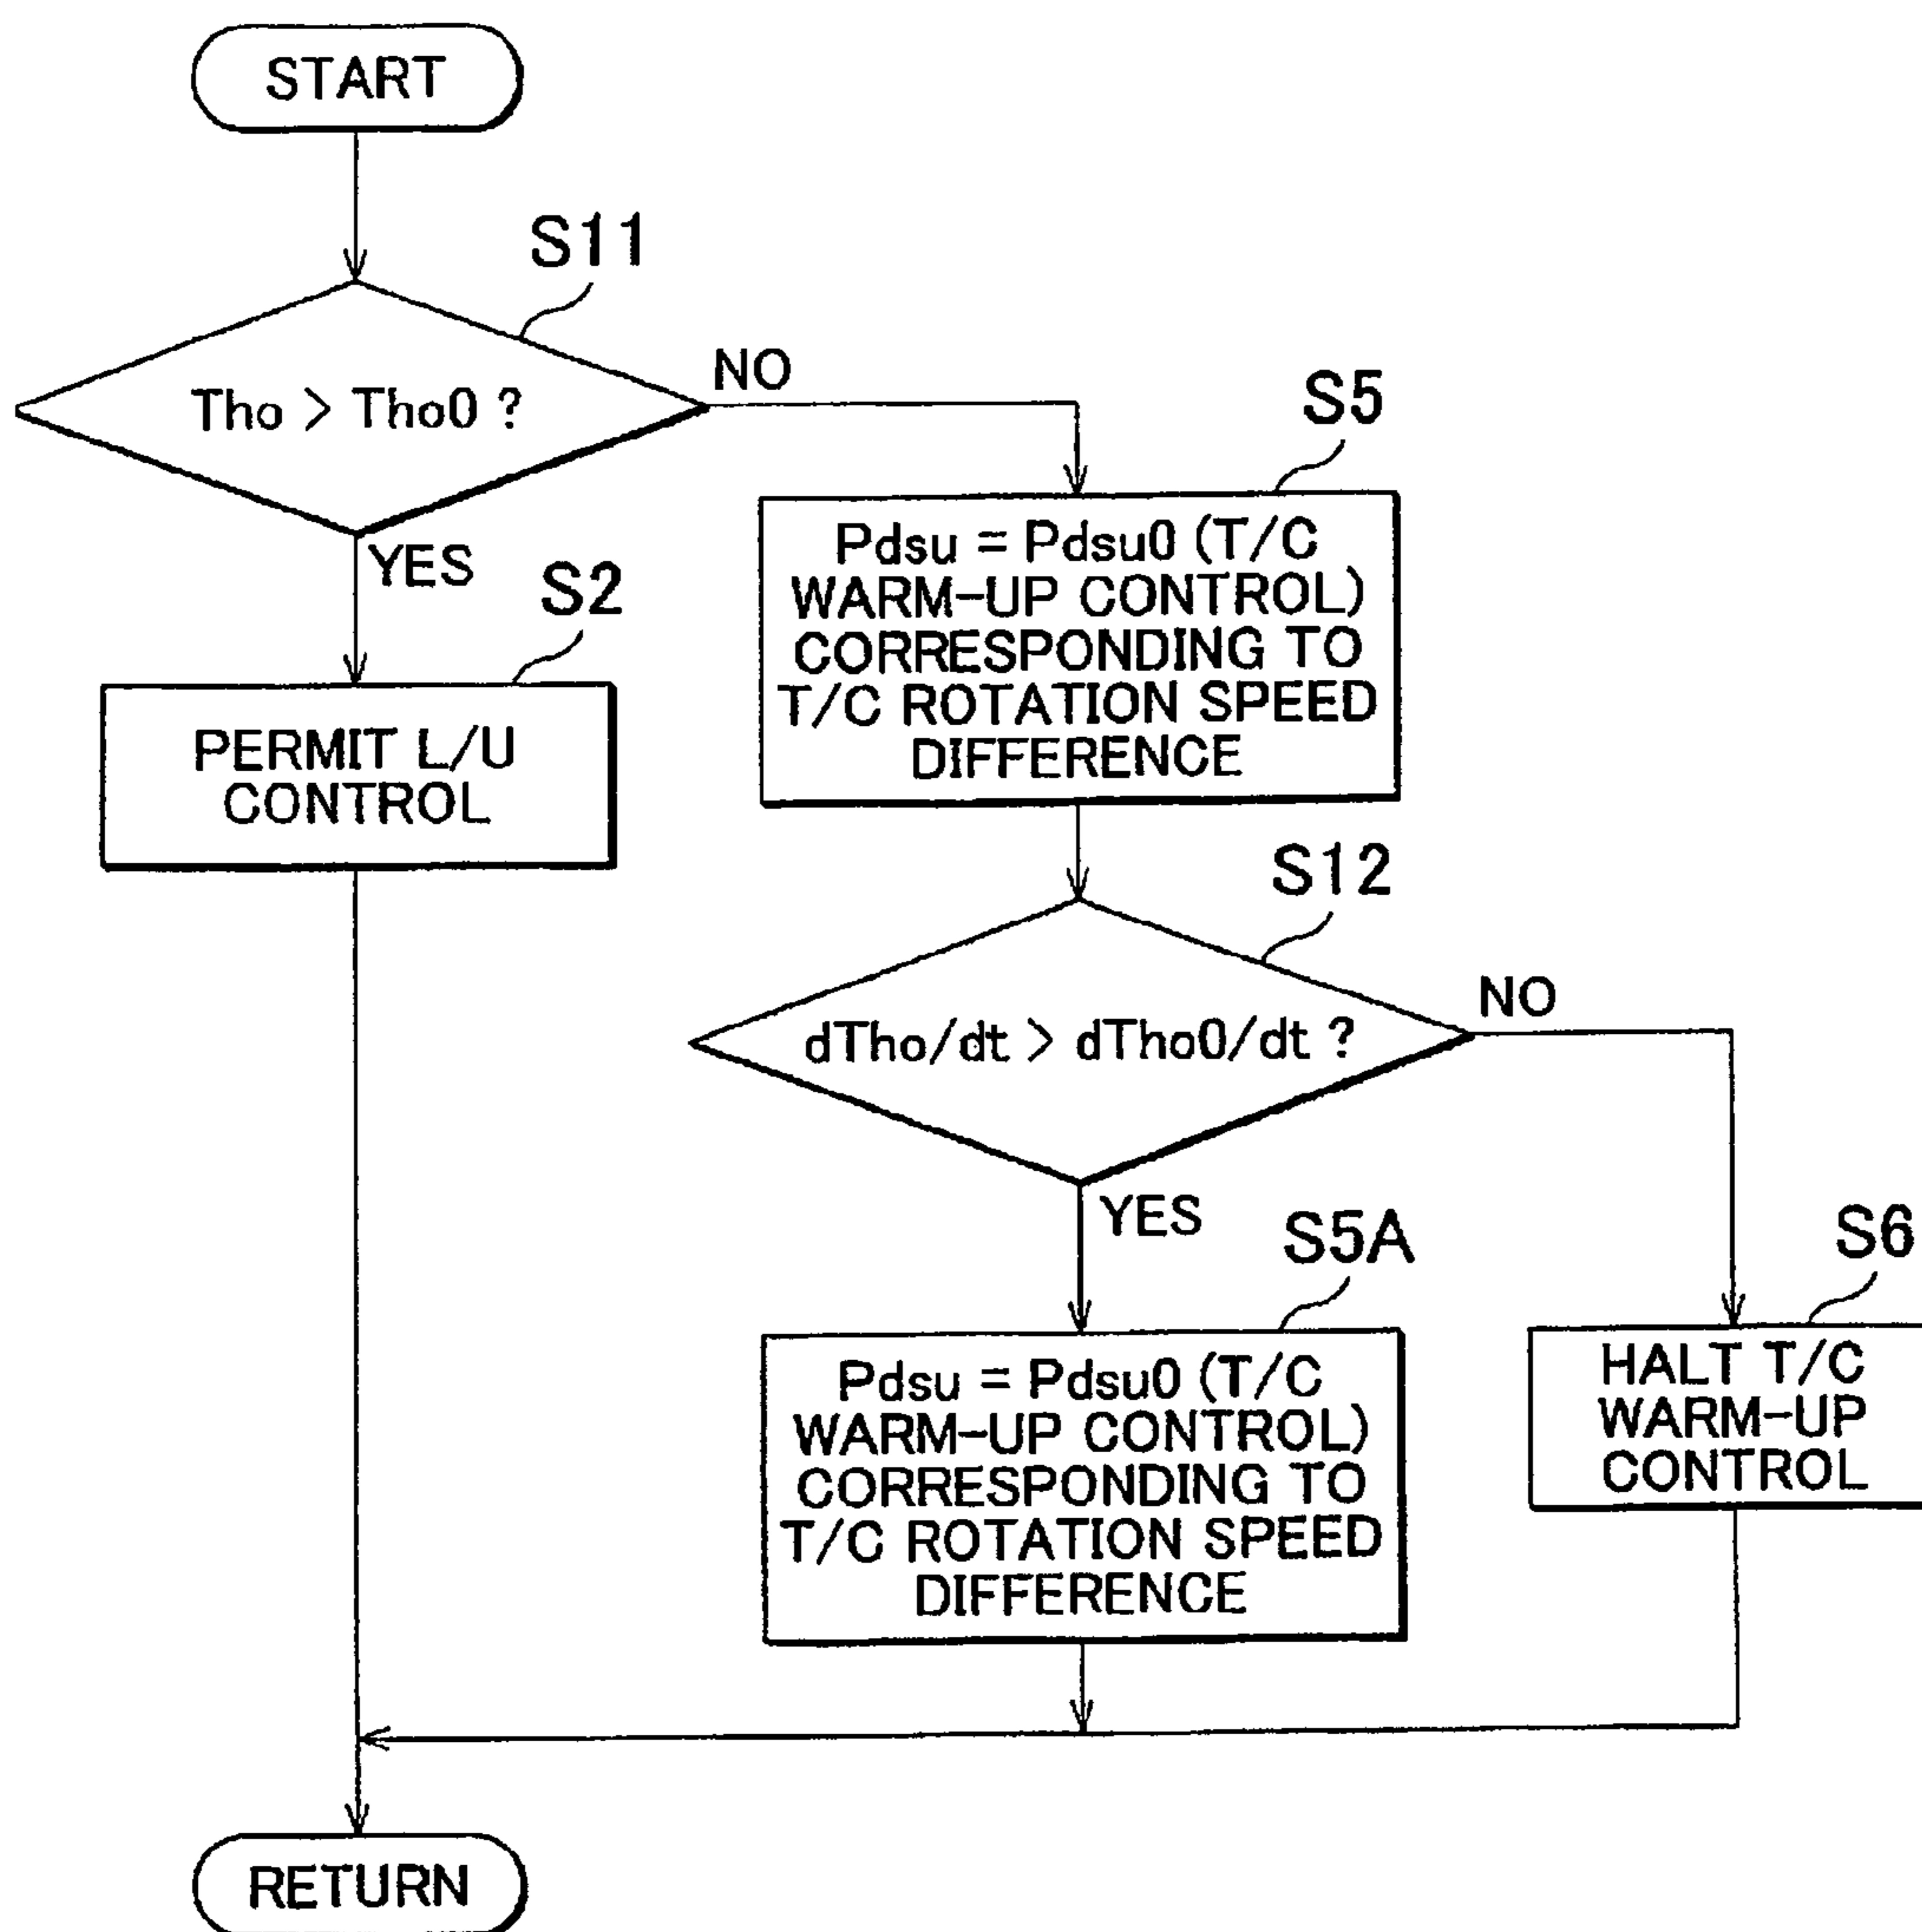 START
S11
Tho > Tho0 ?
NO
YES
S2
PERMIT L/U
CONTROL
S5
Pdsu = Pdsu0 (T/C
WARM-UP CONTROL)
CORRESPONDING TO
T/C ROTATION SPEED
DIFFERENCE
S12
dTho/dt > dTho0/dt ?
NO
YES
S5A
Pdsu = Pdsu0 (T/C
WARM-UP CONTROL)
CORRESPONDING TO
T/C ROTATION SPEED
DIFFERENCE
S6
HALT T/C
WARM-UP
CONTROL
RETURN